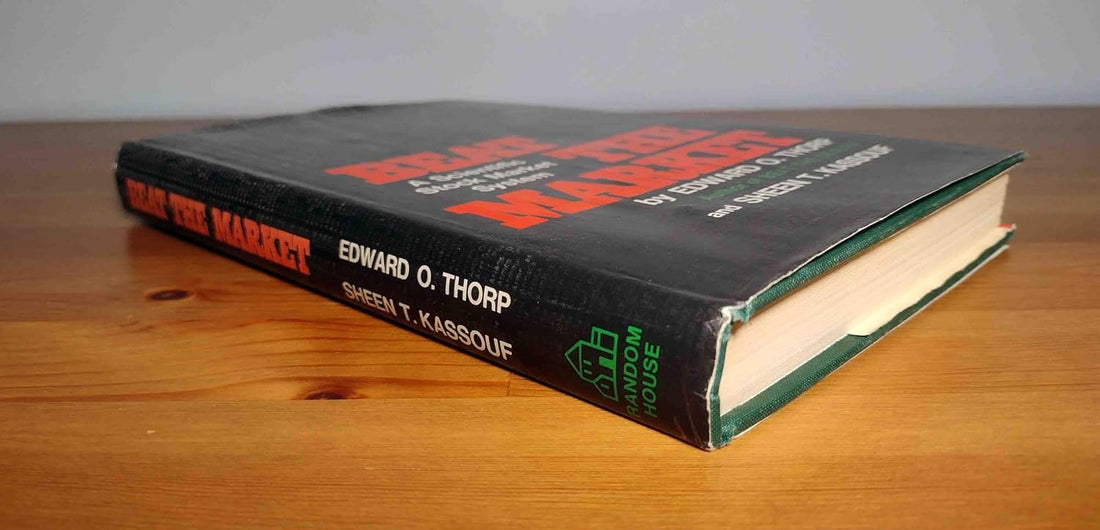 BEAT
THE
MARKET
A Scientific
Stock Market
System
by EDWARD O. THORP
and SHEEN T. KASSOUF
BEAT THE MARKET
EDWARD O. THORP
SHEEN T. KASSOUF
RANDOM
HOUSE